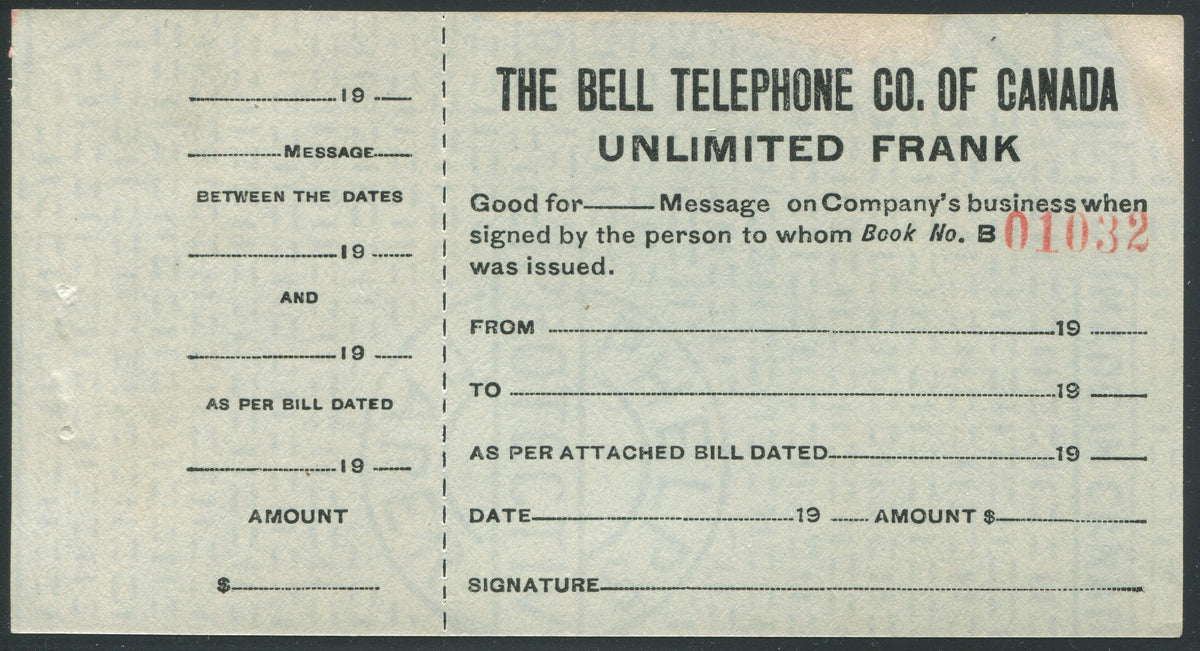 19
Message
BETWEEN THE DATES
19
AND
19
AS PER BILL DATED
19
AMOUNT
$
THE BELL TELEPHONE CO. OF CANADA
UNLIMITED FRANK
Good for Message on Company's business when
signed by the person to whom Book No. B 01032
was issued.
FROM 19
TO 19
AS PER ATTACHED BILL DATED 19
DATE 19 AMOUNT $
SIGNATURE